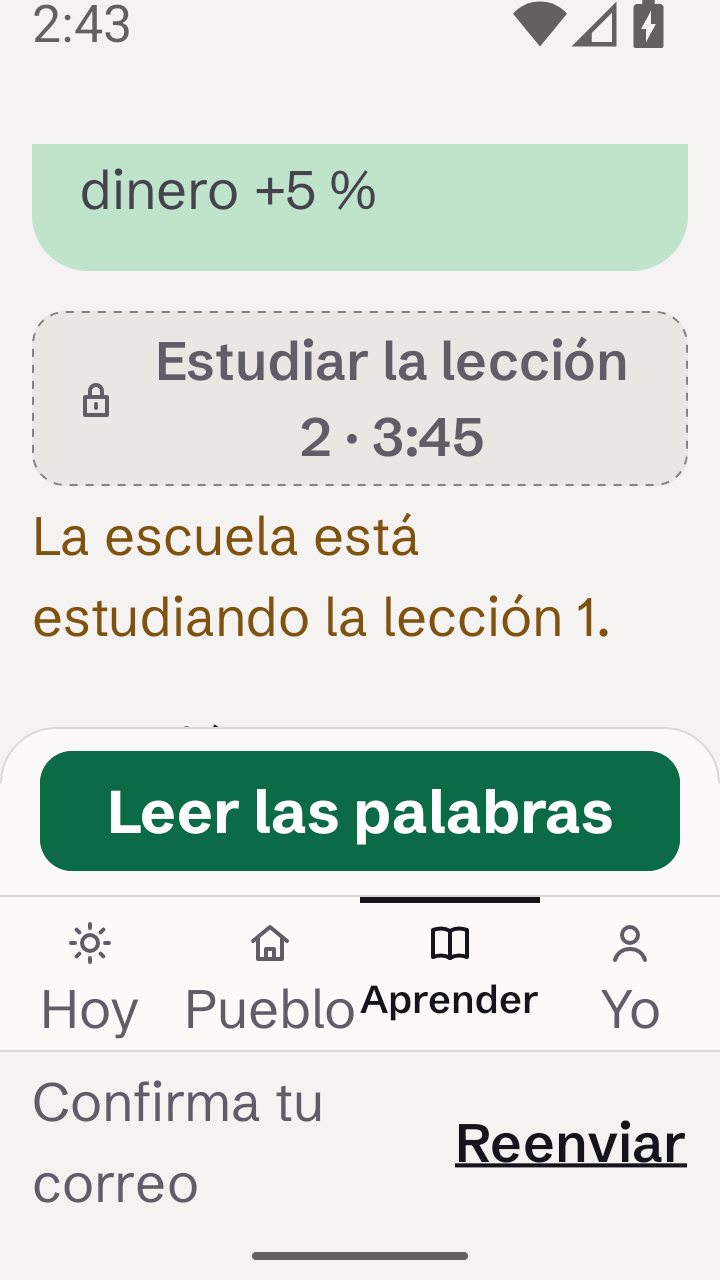 2:43
dinero +5 %
Estudiar la lección
2 · 3:45
La escuela está
estudiando la lección 1.
Leer las palabras
Hoy
Pueblo
Aprender
Yo
Confirma tu
correo
Reenviar